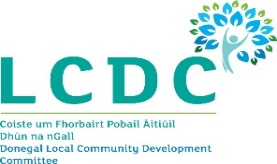 LCDC
Coiste um Fhorbairt Pobail Áitiúil
Dhún na nGall
Donegal Local Community Development
Committee